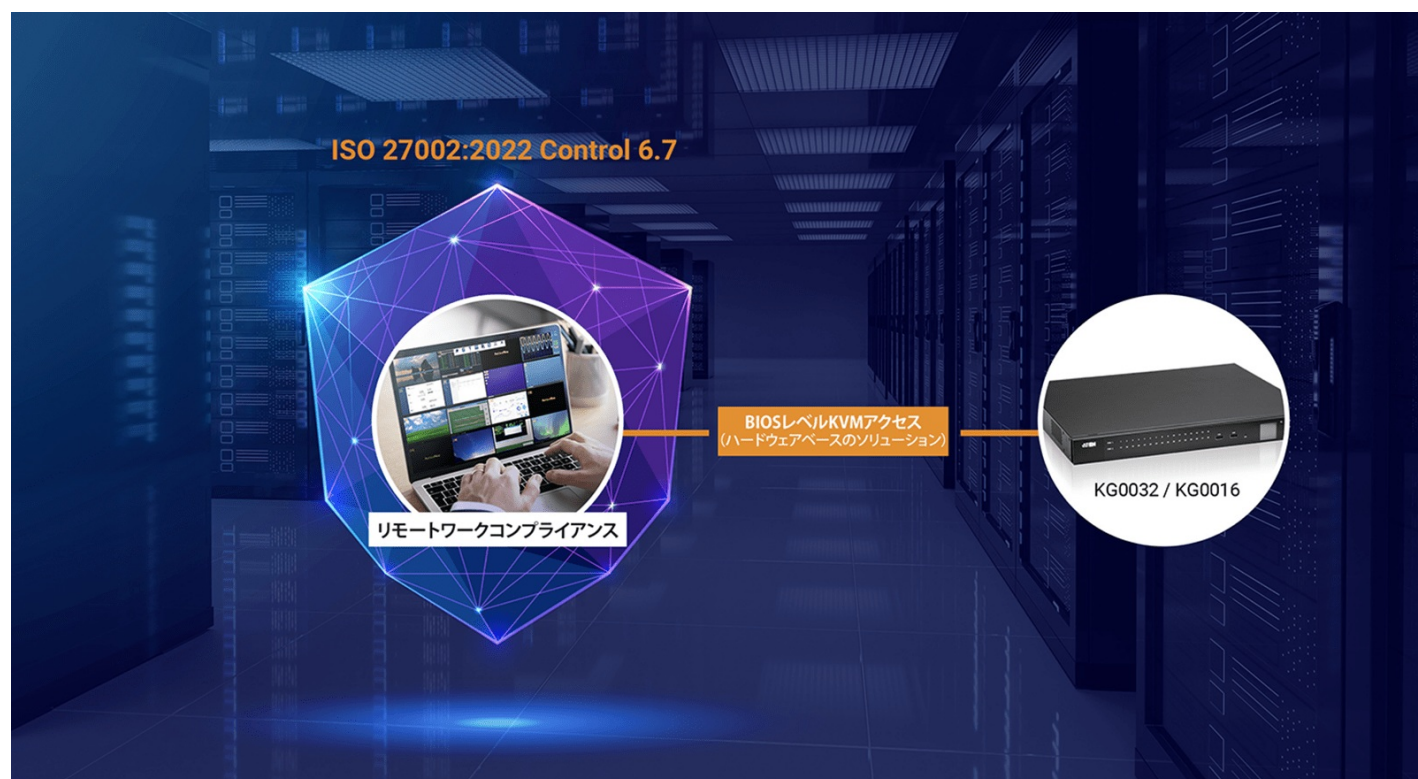 ISO 27002:2022 Control 6.7
BIOSレベルKVMアクセス
(ハードウェアベースのソリューション)
リモートワークコンプライアンス
ATEN
KG0032 / KG0016